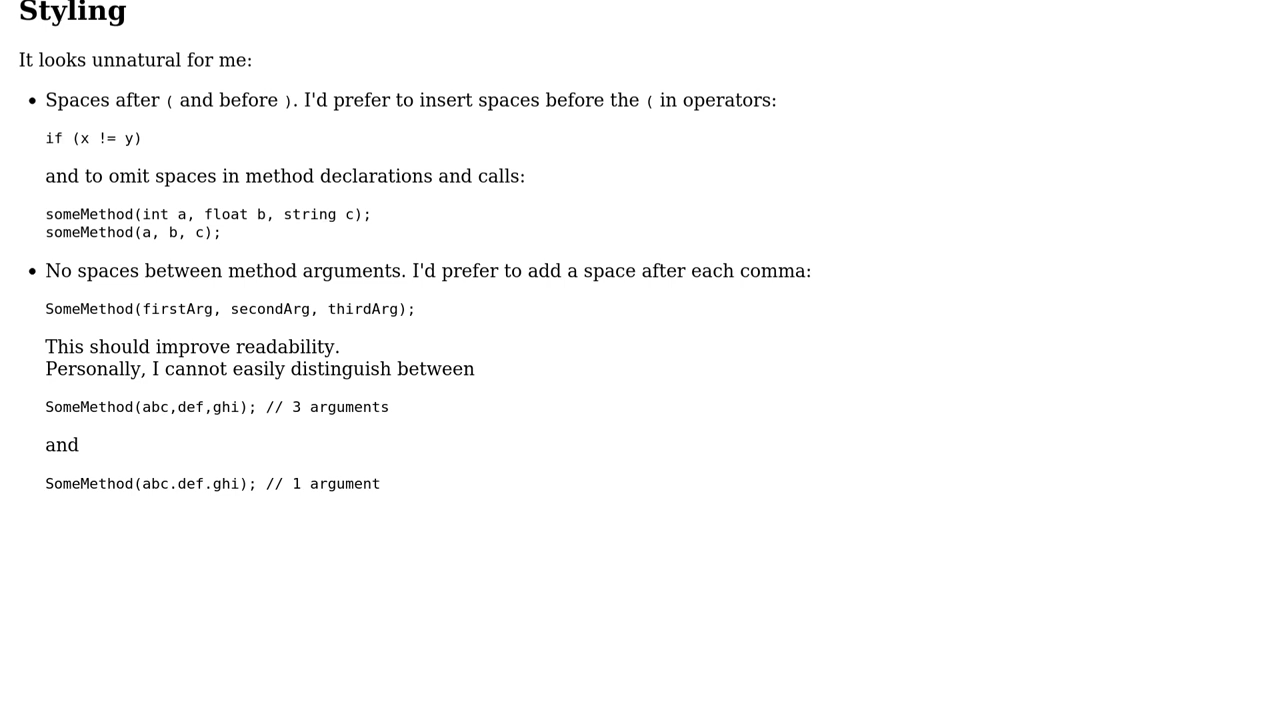 Styling
It looks unnatural for me:
• Spaces after ( and before ). I'd prefer to insert spaces before the ( in operators:
if (x != y)
and to omit spaces in method declarations and calls:
someMethod(int a, float b, string c);
someMethod(a, b, c);
• No spaces between method arguments. I'd prefer to add a space after each comma:
SomeMethod(firstArg, secondArg, thirdArg);
This should improve readability.
Personally, I cannot easily distinguish between
SomeMethod(abc,def,ghi); // 3 arguments
and
SomeMethod(abc.def.ghi); // 1 argument